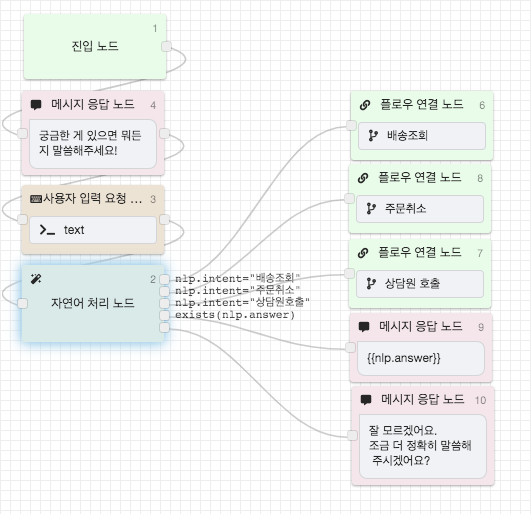 1
진입 노드
메시지 응답 노드 4
궁금한 게 있으면 뭐든
지 말씀해주세요!
사용자 입력 요청 ... 3
text
2
자연어 처리 노드
nlp.intent="배송조회"
nlp.intent="주문취소"
nlp.intent="상담원호출"
exists(nlp.answer)
플로우 연결 노드 6
배송조회
플로우 연결 노드 8
주문취소
플로우 연결 노드 7
상담원 호출
메시지 응답 노드 9
{{nlp.answer}}
메시지 응답 노드 10
잘 모르겠어요.
조금 더 정확히 말씀해
주시겠어요?